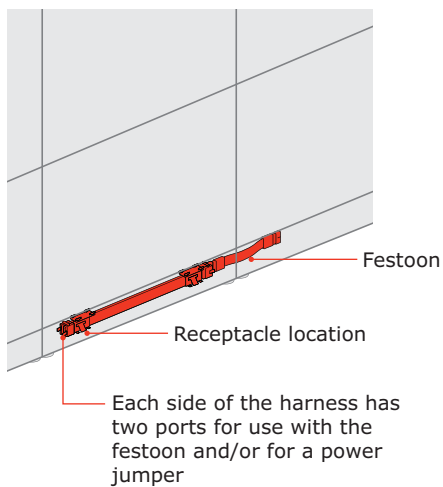 Festoon
Receptacle location
Each side of the harness has
two ports for use with the
festoon and/or for a power
jumper